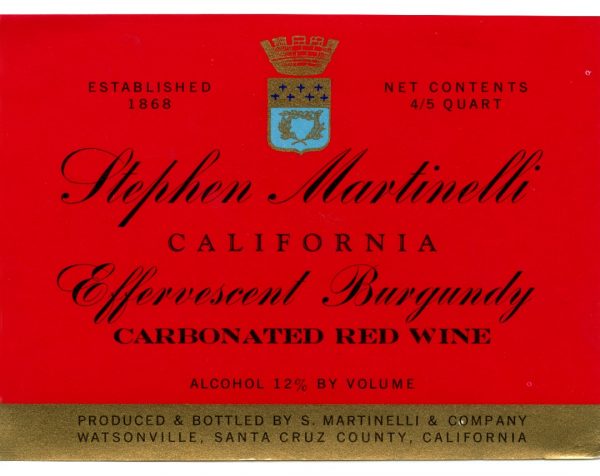 ESTABLISHED
1868
NET CONTENTS
4/5 QUART
Stephen Martinelli
CALIFORNIA
Effervescent Burgundy
CARBONATED RED WINE
ALCOHOL 12% BY VOLUME
PRODUCED & BOTTLED BY S. MARTINELLI & COMPANY
WATSONVILLE, SANTA CRUZ COUNTY, CALIFORNIA